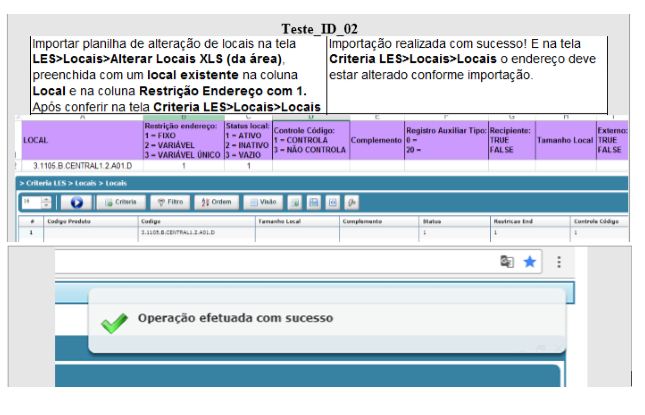 Teste_ID_02
Importar planilha de alteração de locais na tela
LES>Locais>Alterar Locais XLS (da área),
preenchida com um local existente na coluna
Local e na coluna Restrição Endereço com 1.
Após conferir na tela Criteria LES>Locais>Locais
Importação realizada com sucesso! E na tela
Criteria LES>Locais>Locais o endereço deve
estar alterado conforme importação.
A B C D E F G H I
LOCAL
Restrição endereço:
1 = FIXO
2 = VARIÁVEL
3 = VARIÁVEL ÚNICO
Status local:
1 = ATIVO
2 = INATIVO
3 = VAZIO
Controle Código:
1 = CONTROLA
3 = NÃO CONTROLA
Complemento
Registro Auxiliar Tipo:
0 =
20 =
Recipiente:
TRUE
FALSE
Tamanho Local
Externo:
TRUE
FALSE
3.1105.B.CENTRAL1.2.A01.D 1 1
> Criteria LES > Locais > Locais
Criteria Filtro Ordem Visão
# Codigo Produto Codigo Tamanho Local Complemento Status Restricao End Controla Código
1 3.1105.B.CENTRAL1.2.A01.D 1 1 1
Operação efetuada com sucesso